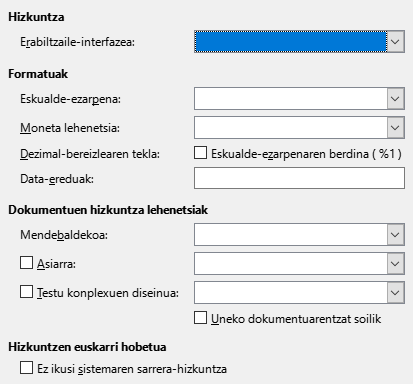 Hizkuntza
Erabiltzaile-interfazea:
Formatuak
Eskualde-ezarpena:
Moneta lehenetsia:
Dezimal-bereizlearen tekla: Eskualde-ezarpenaren berdina ( %1 )
Data-ereduak:
Dokumentuen hizkuntza lehenetsiak
Mendebaldekoa:
Asiarra:
Testu konplexuen diseinua:
Uneko dokumentuarentzat soilik
Hizkuntzen euskarri hobetua
Ez ikusi sistemaren sarrera-hizkuntza